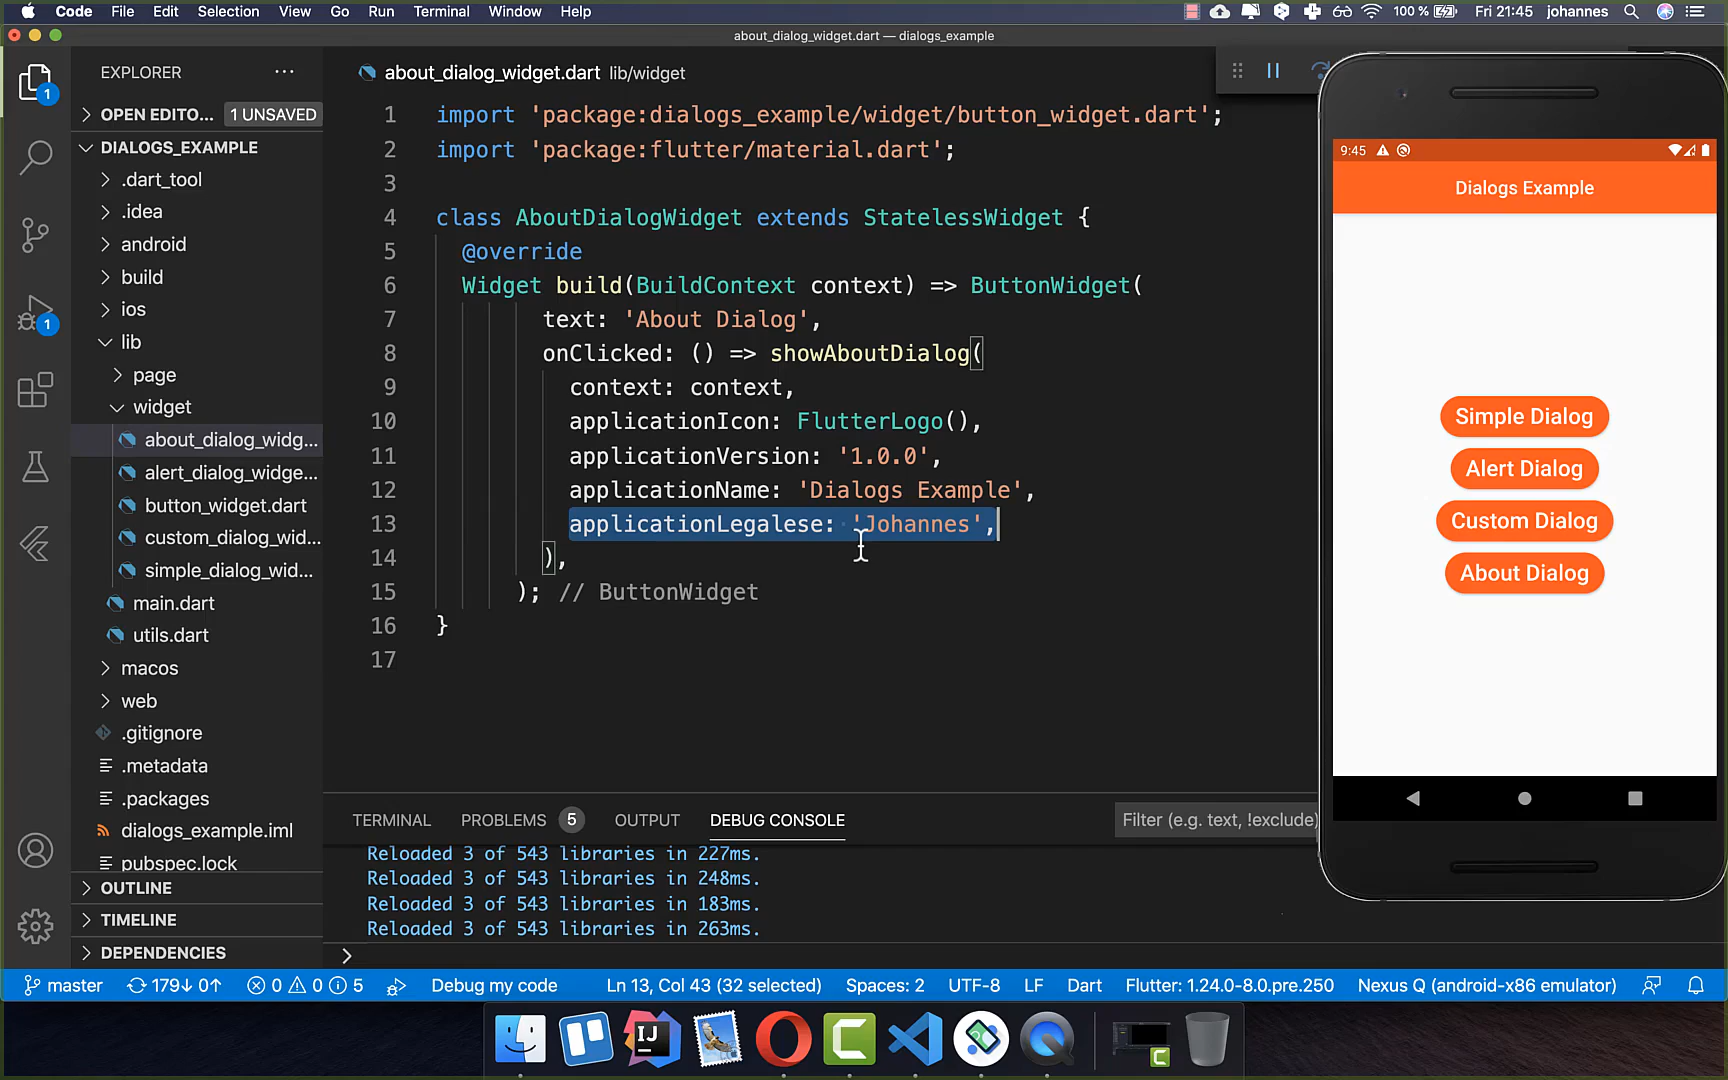 Code File Edit Selection View Go Run Terminal Window Help 100 % Fri 21:45 johannes
about_dialog_widget.dart — dialogs_example
EXPLORER
OPEN EDITO... 1 UNSAVED
DIALOGS_EXAMPLE
.dart_tool
.idea
android
build
ios
lib
page
widget
about_dialog_widg...
alert_dialog_widge...
button_widget.dart
custom_dialog_wid...
simple_dialog_wid...
main.dart
utils.dart
macos
web
.gitignore
.metadata
.packages
dialogs_example.iml
pubspec.lock
OUTLINE
TIMELINE
DEPENDENCIES
1
1
about_dialog_widget.dart lib/widget
1 import 'package:dialogs_example/widget/button_widget.dart';
2 import 'package:flutter/material.dart';
3
4 class AboutDialogWidget extends StatelessWidget {
5 @override
6 Widget build(BuildContext context) => ButtonWidget(
7 text: 'About Dialog',
8 onClicked: () => showAboutDialog(
9 context: context,
10 applicationIcon: FlutterLogo(),
11 applicationVersion: '1.0.0',
12 applicationName: 'Dialogs Example',
13 applicationLegalese: 'Johannes',
14 ),
15 ); // ButtonWidget
16 }
17
TERMINAL PROBLEMS 5 OUTPUT DEBUG CONSOLE Filter (e.g. text, !exclude)
Reloaded 3 of 543 libraries in 227ms.
Reloaded 3 of 543 libraries in 248ms.
Reloaded 3 of 543 libraries in 183ms.
Reloaded 3 of 543 libraries in 263ms.
9:45
Dialogs Example
Simple Dialog
Alert Dialog
Custom Dialog
About Dialog
master 179↓ 0↑ 0 0 5 Debug my code Ln 13, Col 43 (32 selected) Spaces: 2 UTF-8 LF Dart Flutter: 1.24.0-8.0.pre.250 Nexus Q (android-x86 emulator)
IJ